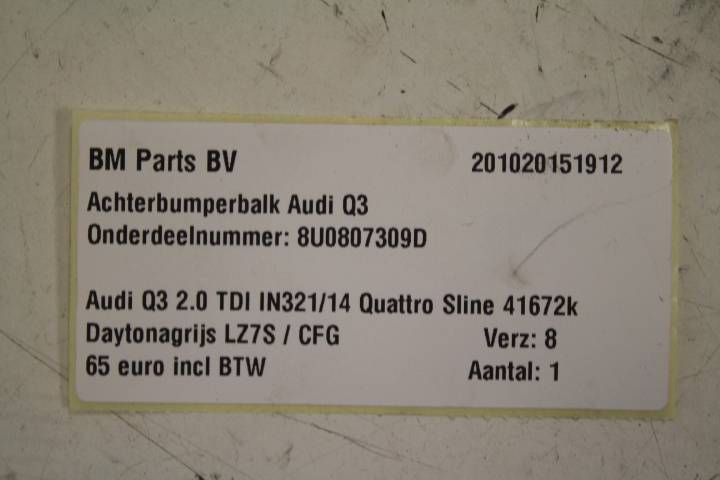 BM Parts BV 201020151912
Achterbumperbalk Audi Q3
Onderdeelnummer: 8U0807309D
Audi Q3 2.0 TDI IN321/14 Quattro Sline 41672k
Daytonagrijs LZ7S / CFG Verz: 8
65 euro incl BTW Aantal: 1